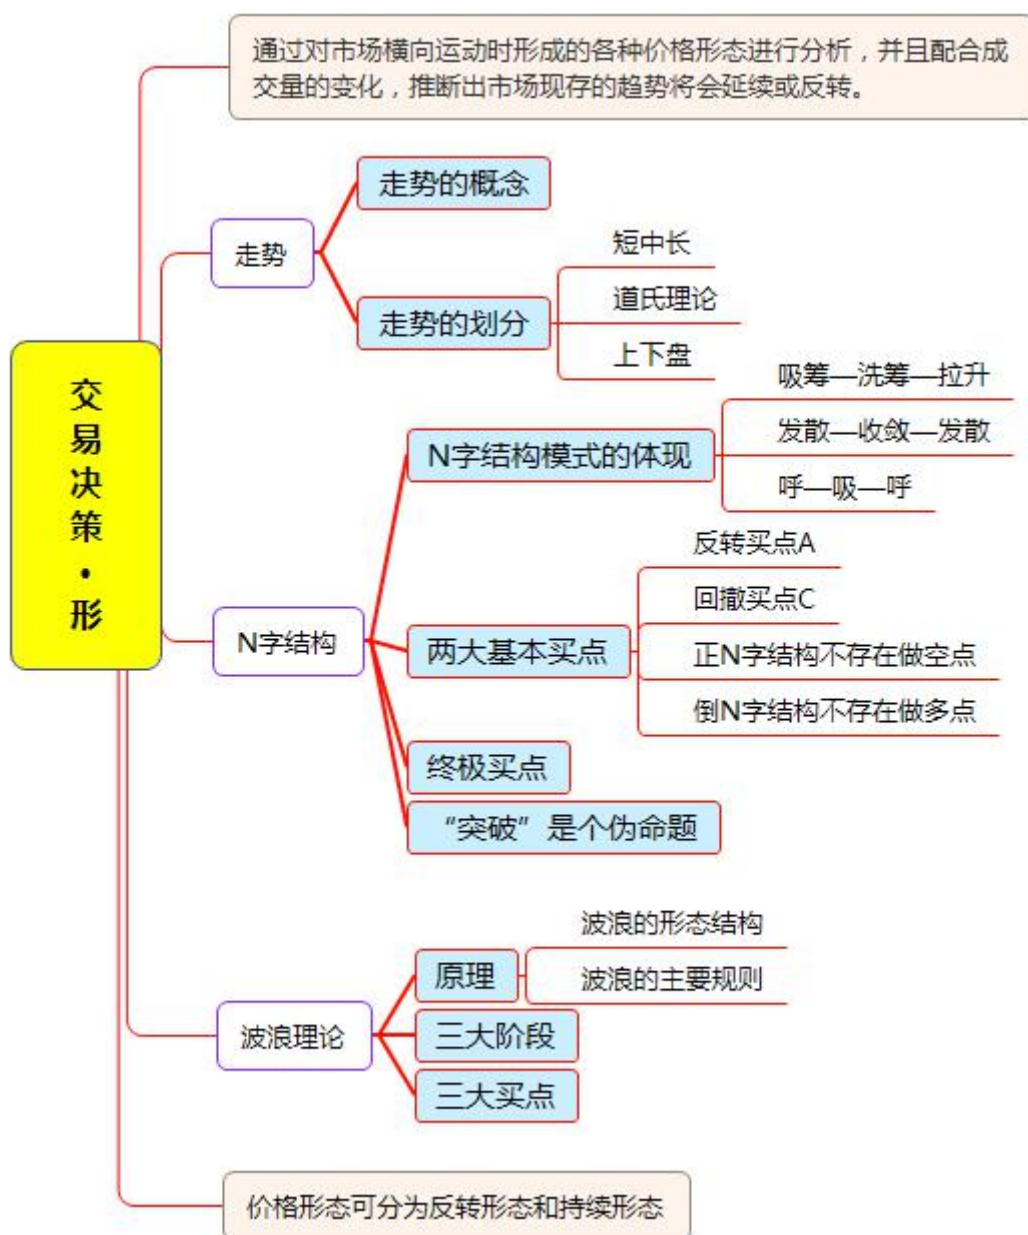 通过对市场横向运动时形成的各种价格形态进行分析，并且配合成
交量的变化，推断出市场现存的趋势将会延续或反转。
走势的概念
走势
短中长
走势的划分
道氏理论
上下盘
交易决策·形
吸筹—洗筹—拉升
N字结构模式的体现
发散—收敛—发散
呼—吸—呼
反转买点A
回撤买点C
N字结构
两大基本买点
正N字结构不存在做空点
倒N字结构不存在做多点
终极买点
“突破”是个伪命题
波浪的形态结构
原理
波浪的主要规则
波浪理论
三大阶段
三大买点
价格形态可分为反转形态和持续形态